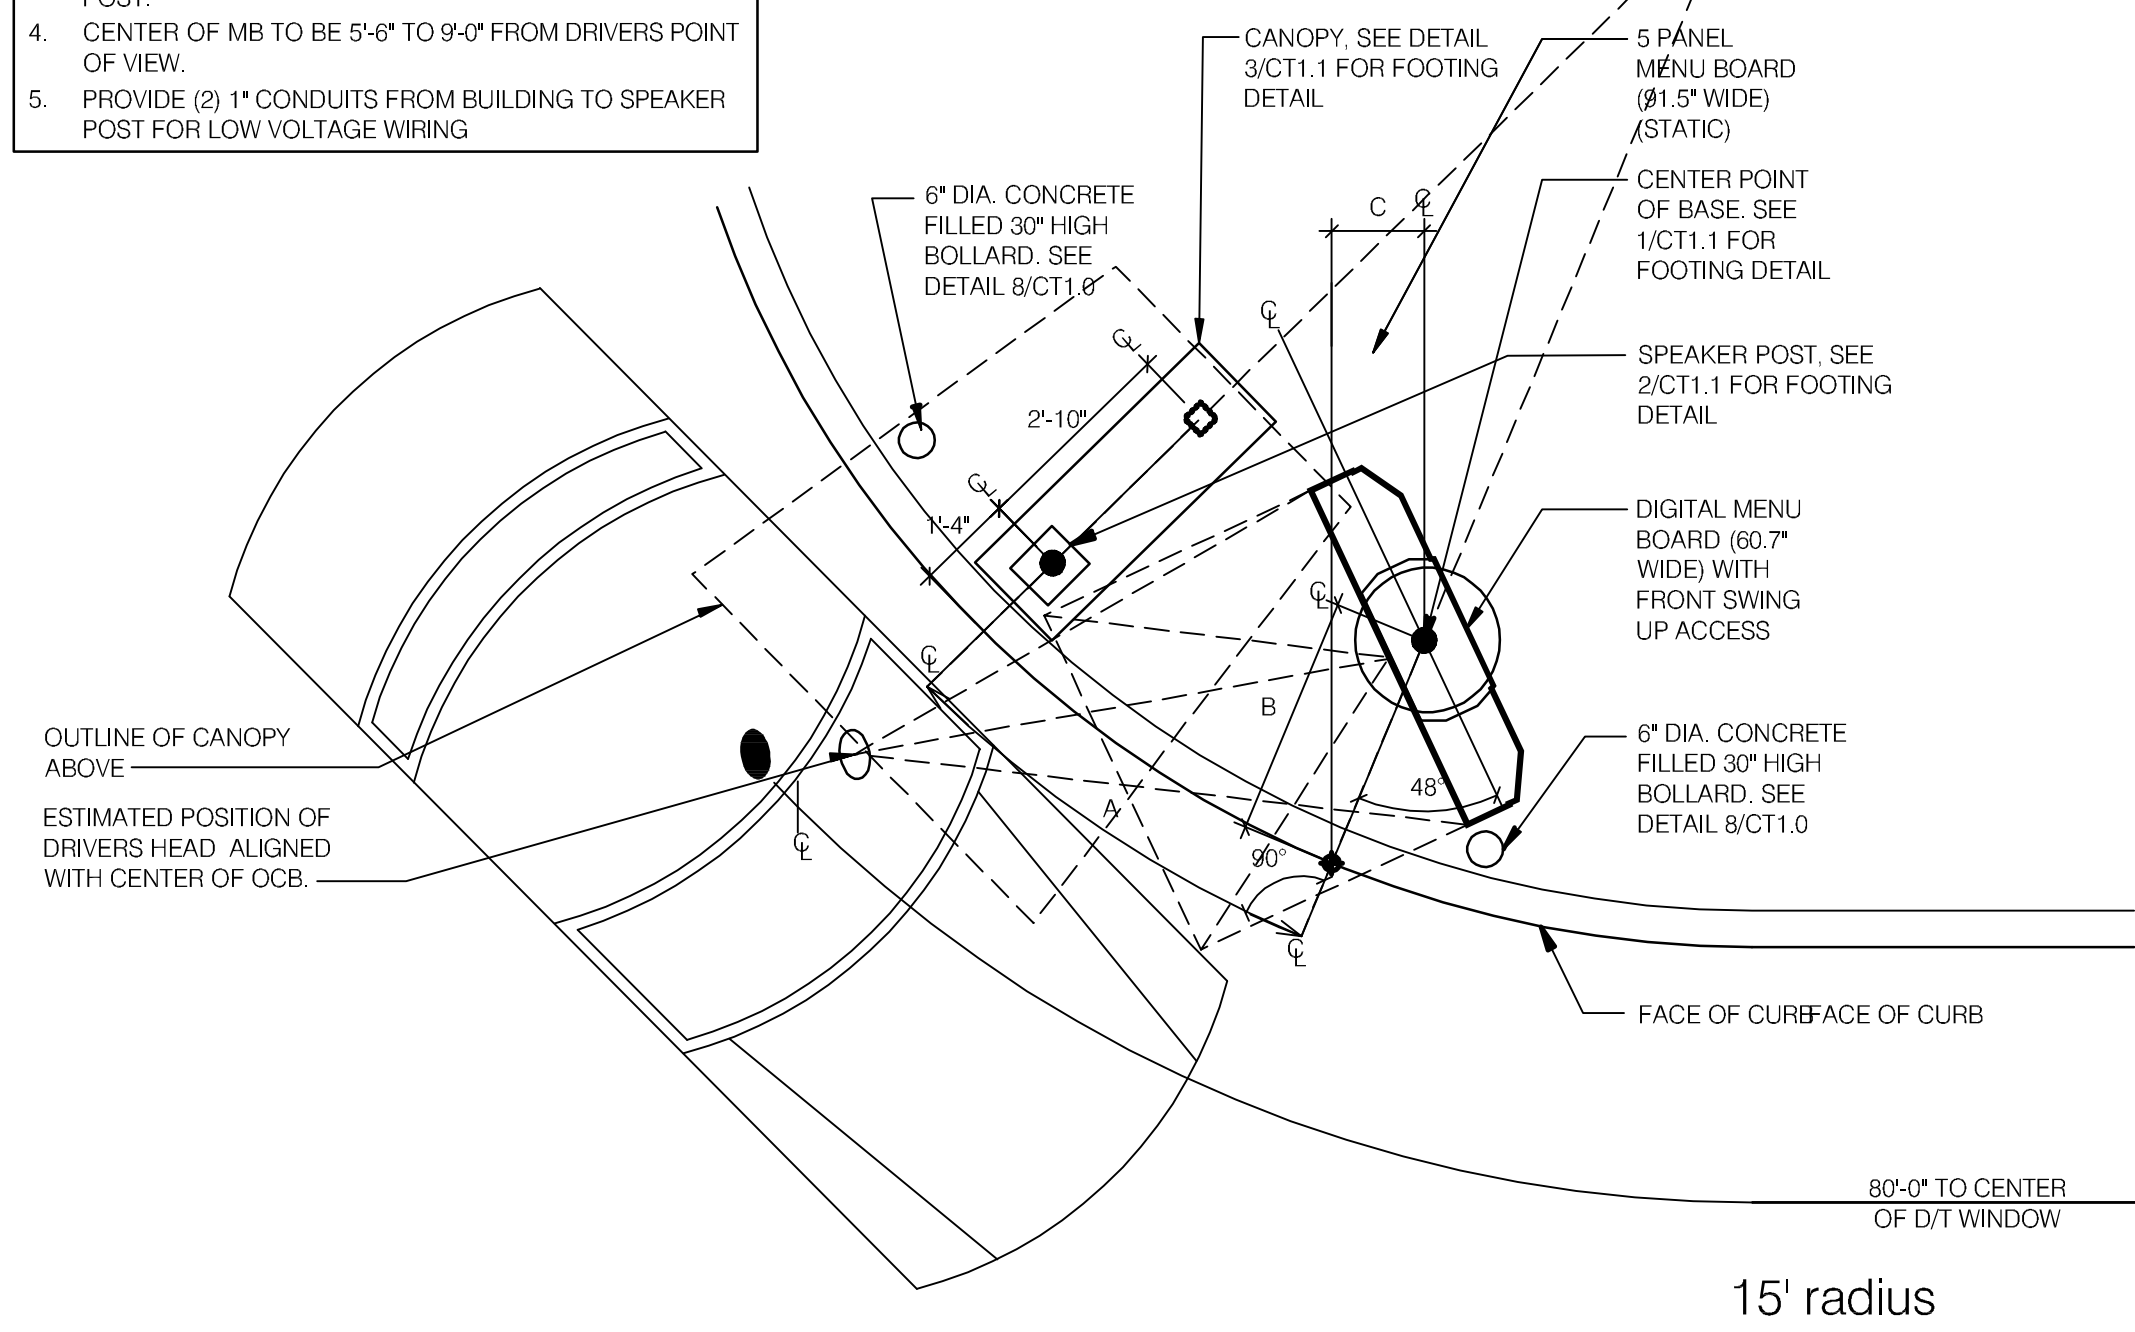 POST.
4. CENTER OF MB TO BE 5'-6" TO 9'-0" FROM DRIVERS POINT
OF VIEW.
5. PROVIDE (2) 1" CONDUITS FROM BUILDING TO SPEAKER
POST FOR LOW VOLTAGE WIRING
CANOPY, SEE DETAIL
3/CT1.1 FOR FOOTING
DETAIL
5 PANEL
MENU BOARD
(91.5" WIDE)
(STATIC)
6" DIA. CONCRETE
FILLED 30" HIGH
BOLLARD. SEE
DETAIL 8/CT1.0
C
CL
CENTER POINT
OF BASE. SEE
1/CT1.1 FOR
FOOTING DETAIL
CL
CL
SPEAKER POST, SEE
2/CT1.1 FOR FOOTING
DETAIL
2'-10"
CL
1'-4"
DIGITAL MENU
BOARD (60.7"
WIDE) WITH
FRONT SWING
UP ACCESS
CL
CL
B
OUTLINE OF CANOPY
ABOVE
6" DIA. CONCRETE
FILLED 30" HIGH
BOLLARD. SEE
DETAIL 8/CT1.0
48°
A
ESTIMATED POSITION OF
DRIVERS HEAD ALIGNED
WITH CENTER OF OCB.
CL
90°
CL
FACE OF CURB
FACE OF CURB
80'-0" TO CENTER
OF D/T WINDOW
15' radius